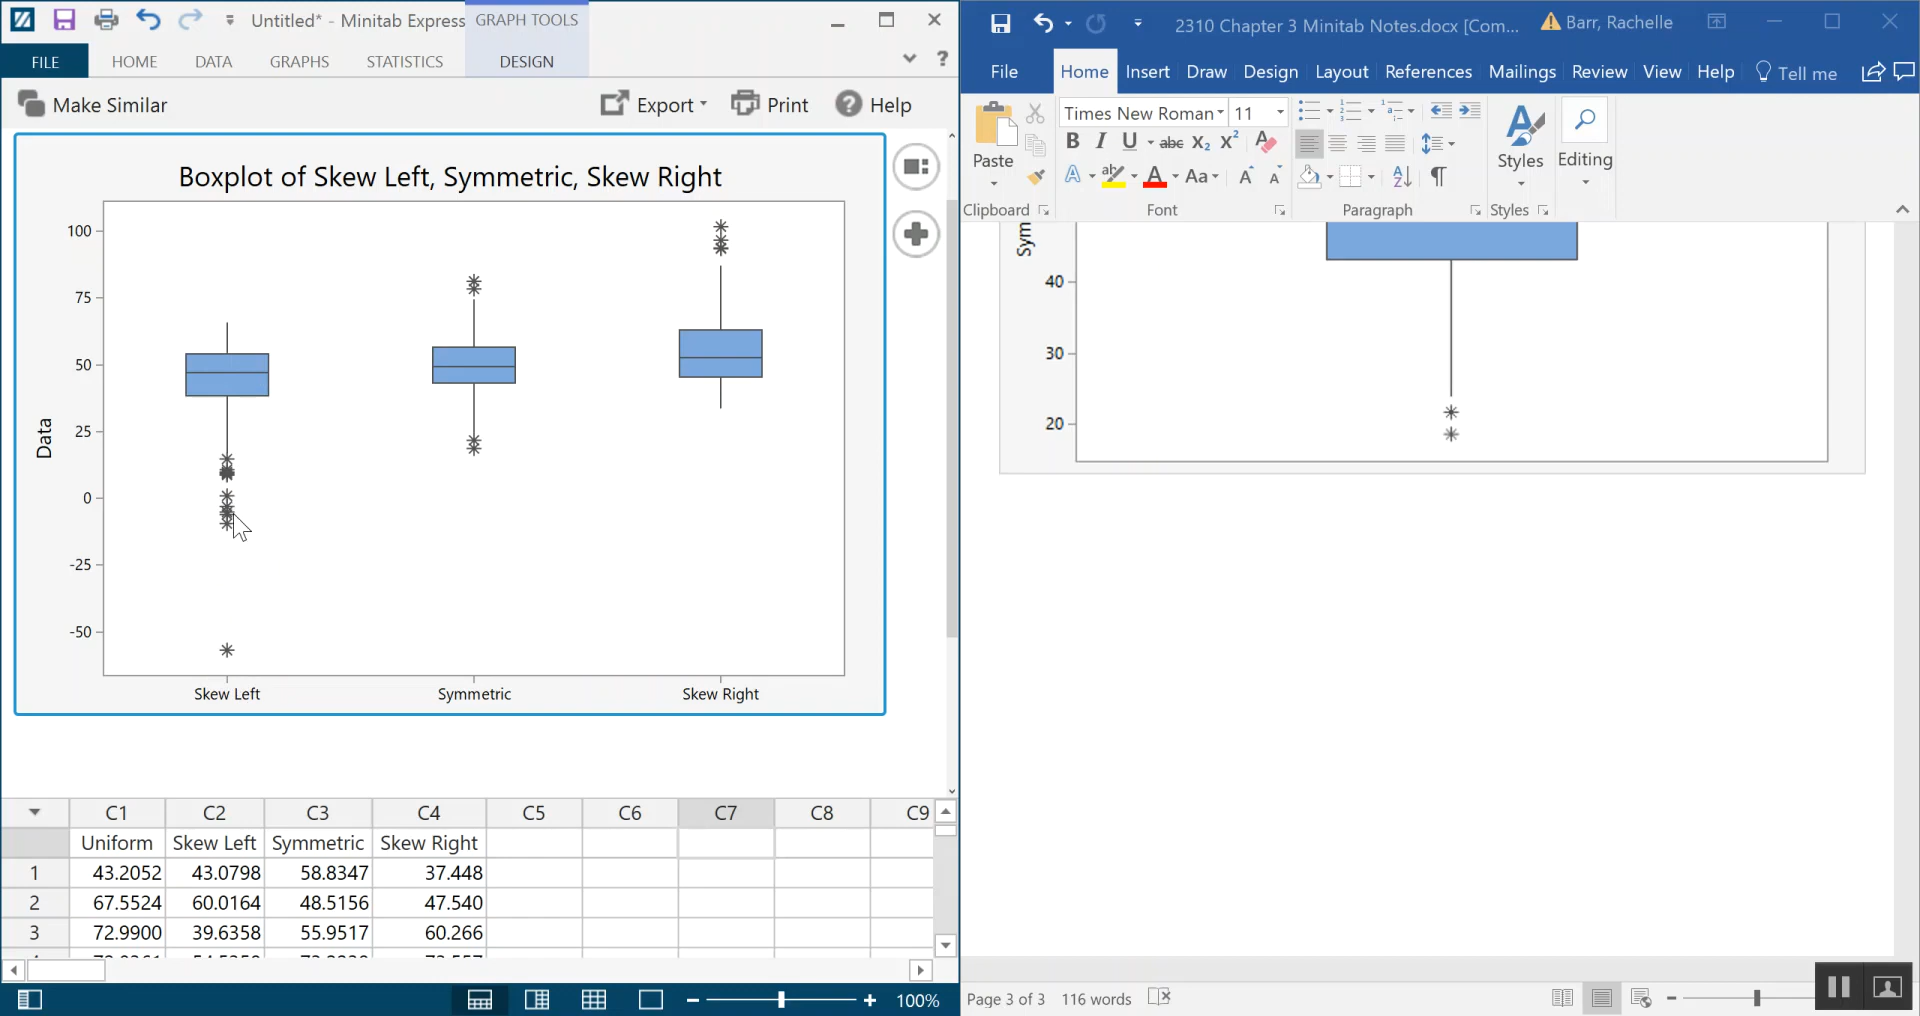 Untitled* - Minitab Express
GRAPH TOOLS
FILE HOME DATA GRAPHS STATISTICS DESIGN ?
Make Similar Export Print Help
Boxplot of Skew Left, Symmetric, Skew Right
100
75
50
25
0
-25
-50
Data
Skew Left Symmetric Skew Right
C1 C2 C3 C4 C5 C6 C7 C8 C9
Uniform Skew Left Symmetric Skew Right
1 43.2052 43.0798 58.8347 37.448
2 67.5524 60.0164 48.5156 47.540
3 72.9900 39.6358 55.9517 60.266
100%
2310 Chapter 3 Minitab Notes.docx [Com... Barr, Rachelle
File Home Insert Draw Design Layout References Mailings Review View Help Tell me
Paste
Times New Roman 11
B I U abc X₂ X²
A ab A Aa A A
Styles Editing
Clipboard Font Paragraph Styles
Sym
40
30
20
Page 3 of 3 116 words